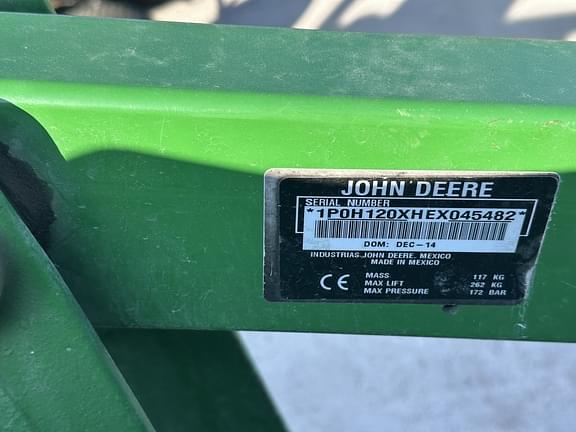 JOHN DEERE
SERIAL NUMBER
*1P0H120XHEX045482*
DOM: DEC-14
INDUSTRIAS JOHN DEERE, MEXICO
MADE IN MEXICO
CE
MASS 117 KG
MAX LIFT 262 KG
MAX PRESSURE 172 BAR